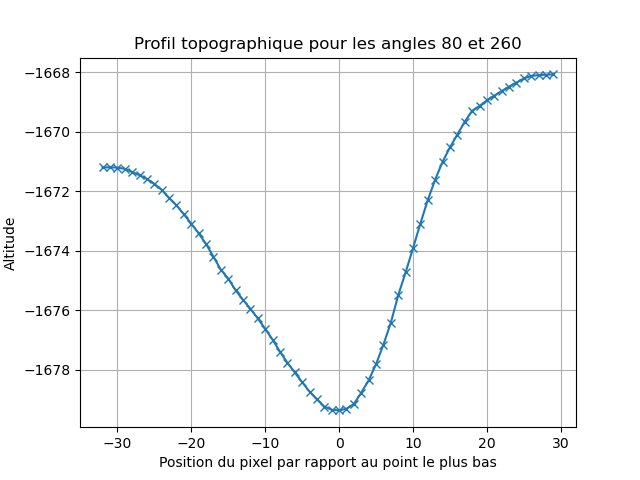 Profil topographique pour les angles 80 et 260
Altitude
−1668
−1670
−1672
−1674
−1676
−1678
−30 −20 −10 0 10 20 30
Position du pixel par rapport au point le plus bas